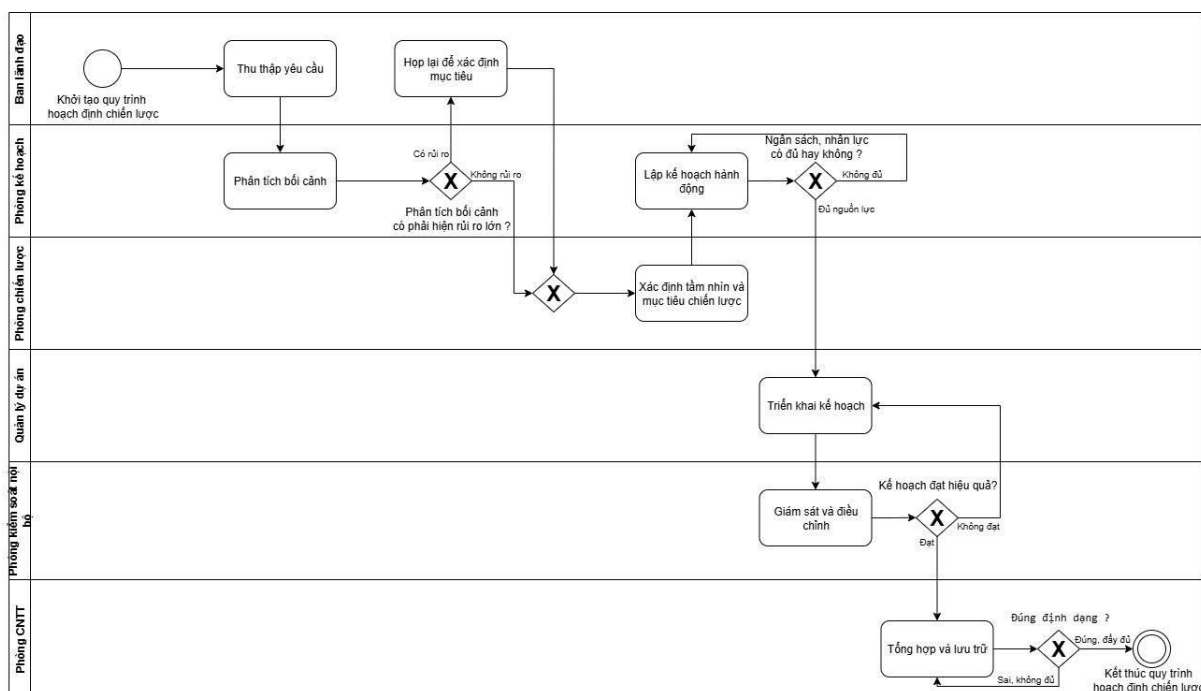 Ban lãnh đạo
Khởi tạo quy trình
hoạch định chiến lược
Thu thập yêu cầu
Họp lại để xác định
mục tiêu
Phòng kế hoạch
Phân tích bối cảnh
Có rủi ro
X
Không rủi ro
Phân tích bối cảnh
có phải hiện rủi ro lớn ?
Lập kế hoạch hành
động
Ngân sách, nhân lực
có đủ hay không ?
X
Không đủ
Đủ nguồn lực
Phòng chiến lược
X
Xác định tầm nhìn và
mục tiêu chiến lược
Quản lý dự án
Triển khai kế hoạch
Phòng kiểm soát nội
bộ
Giám sát và điều
chỉnh
Kế hoạch đạt hiệu quả?
X
Không đạt
Đạt
Phòng CNTT
Tổng hợp và lưu trữ
Đúng định dạng ?
X
Đúng, đầy đủ
Sai, không đủ
Kết thúc quy trình
hoạch định chiến lược